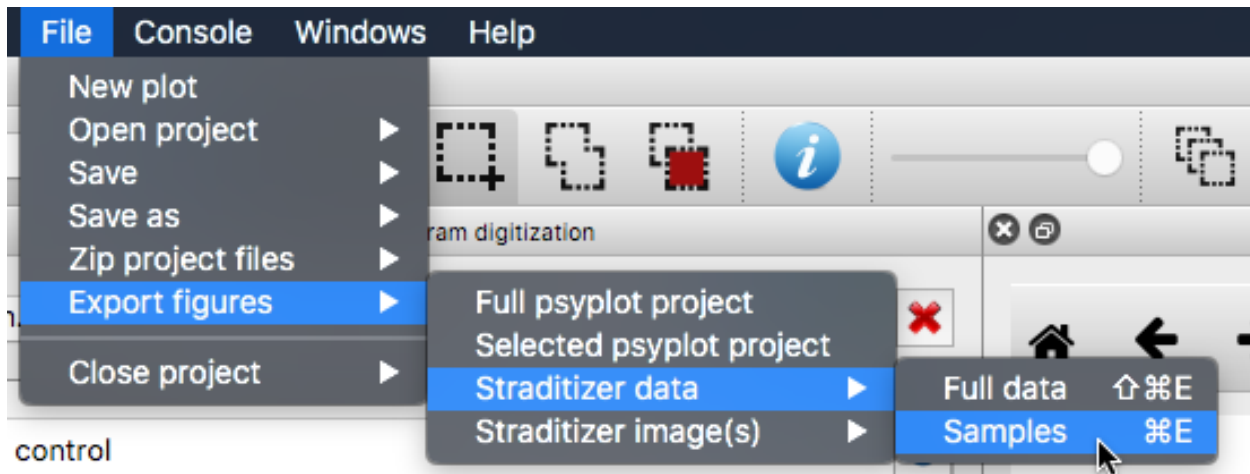 File Console Windows Help
New plot
Open project
Save
Save as
ram digitization
Zip project files
Export figures
Full psyplot project
Selected psyplot project
Close project
Straditizer data
Full data ⇧⌘E
Straditizer image(s)
Samples ⌘E
control